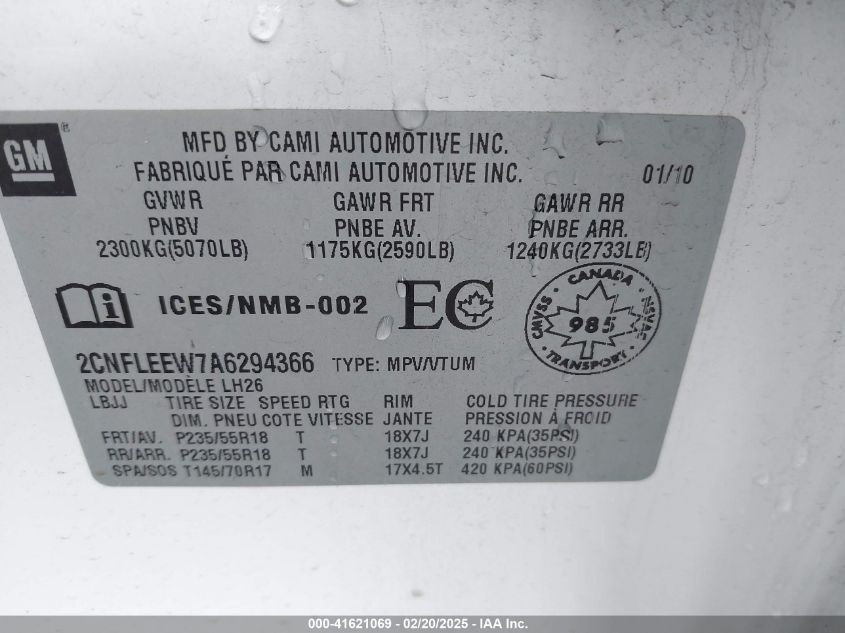 GM ®
MFD BY CAMI AUTOMOTIVE INC.
FABRIQUÉ PAR CAMI AUTOMOTIVE INC. 01/10
GVWR GAWR FRT GAWR RR
PNBV PNBE AV. PNBE ARR.
2300KG(5070LB) 1175KG(2590LB) 1240KG(2733LB)
i ICES/NMB-002 EC
CANADA
CMVSS 985 NSVAC
TRANSPORT
2CNFLEEW7A6294366 TYPE: MPV/VTUM
MODEL/MODÈLE LH26
LBJJ TIRE SIZE SPEED RTG RIM COLD TIRE PRESSURE
DIM. PNEU COTE VITESSE JANTE PRESSION À FROID
FRT/AV. P235/55R18 T 18X7J 240 KPA(35PSI)
RR/ARR. P235/55R18 T 18X7J 240 KPA(35PSI)
SPA/SOS T145/70R17 M 17X4.5T 420 KPA(60PSI)
000-41621069 - 02/20/2025 - IAA Inc.